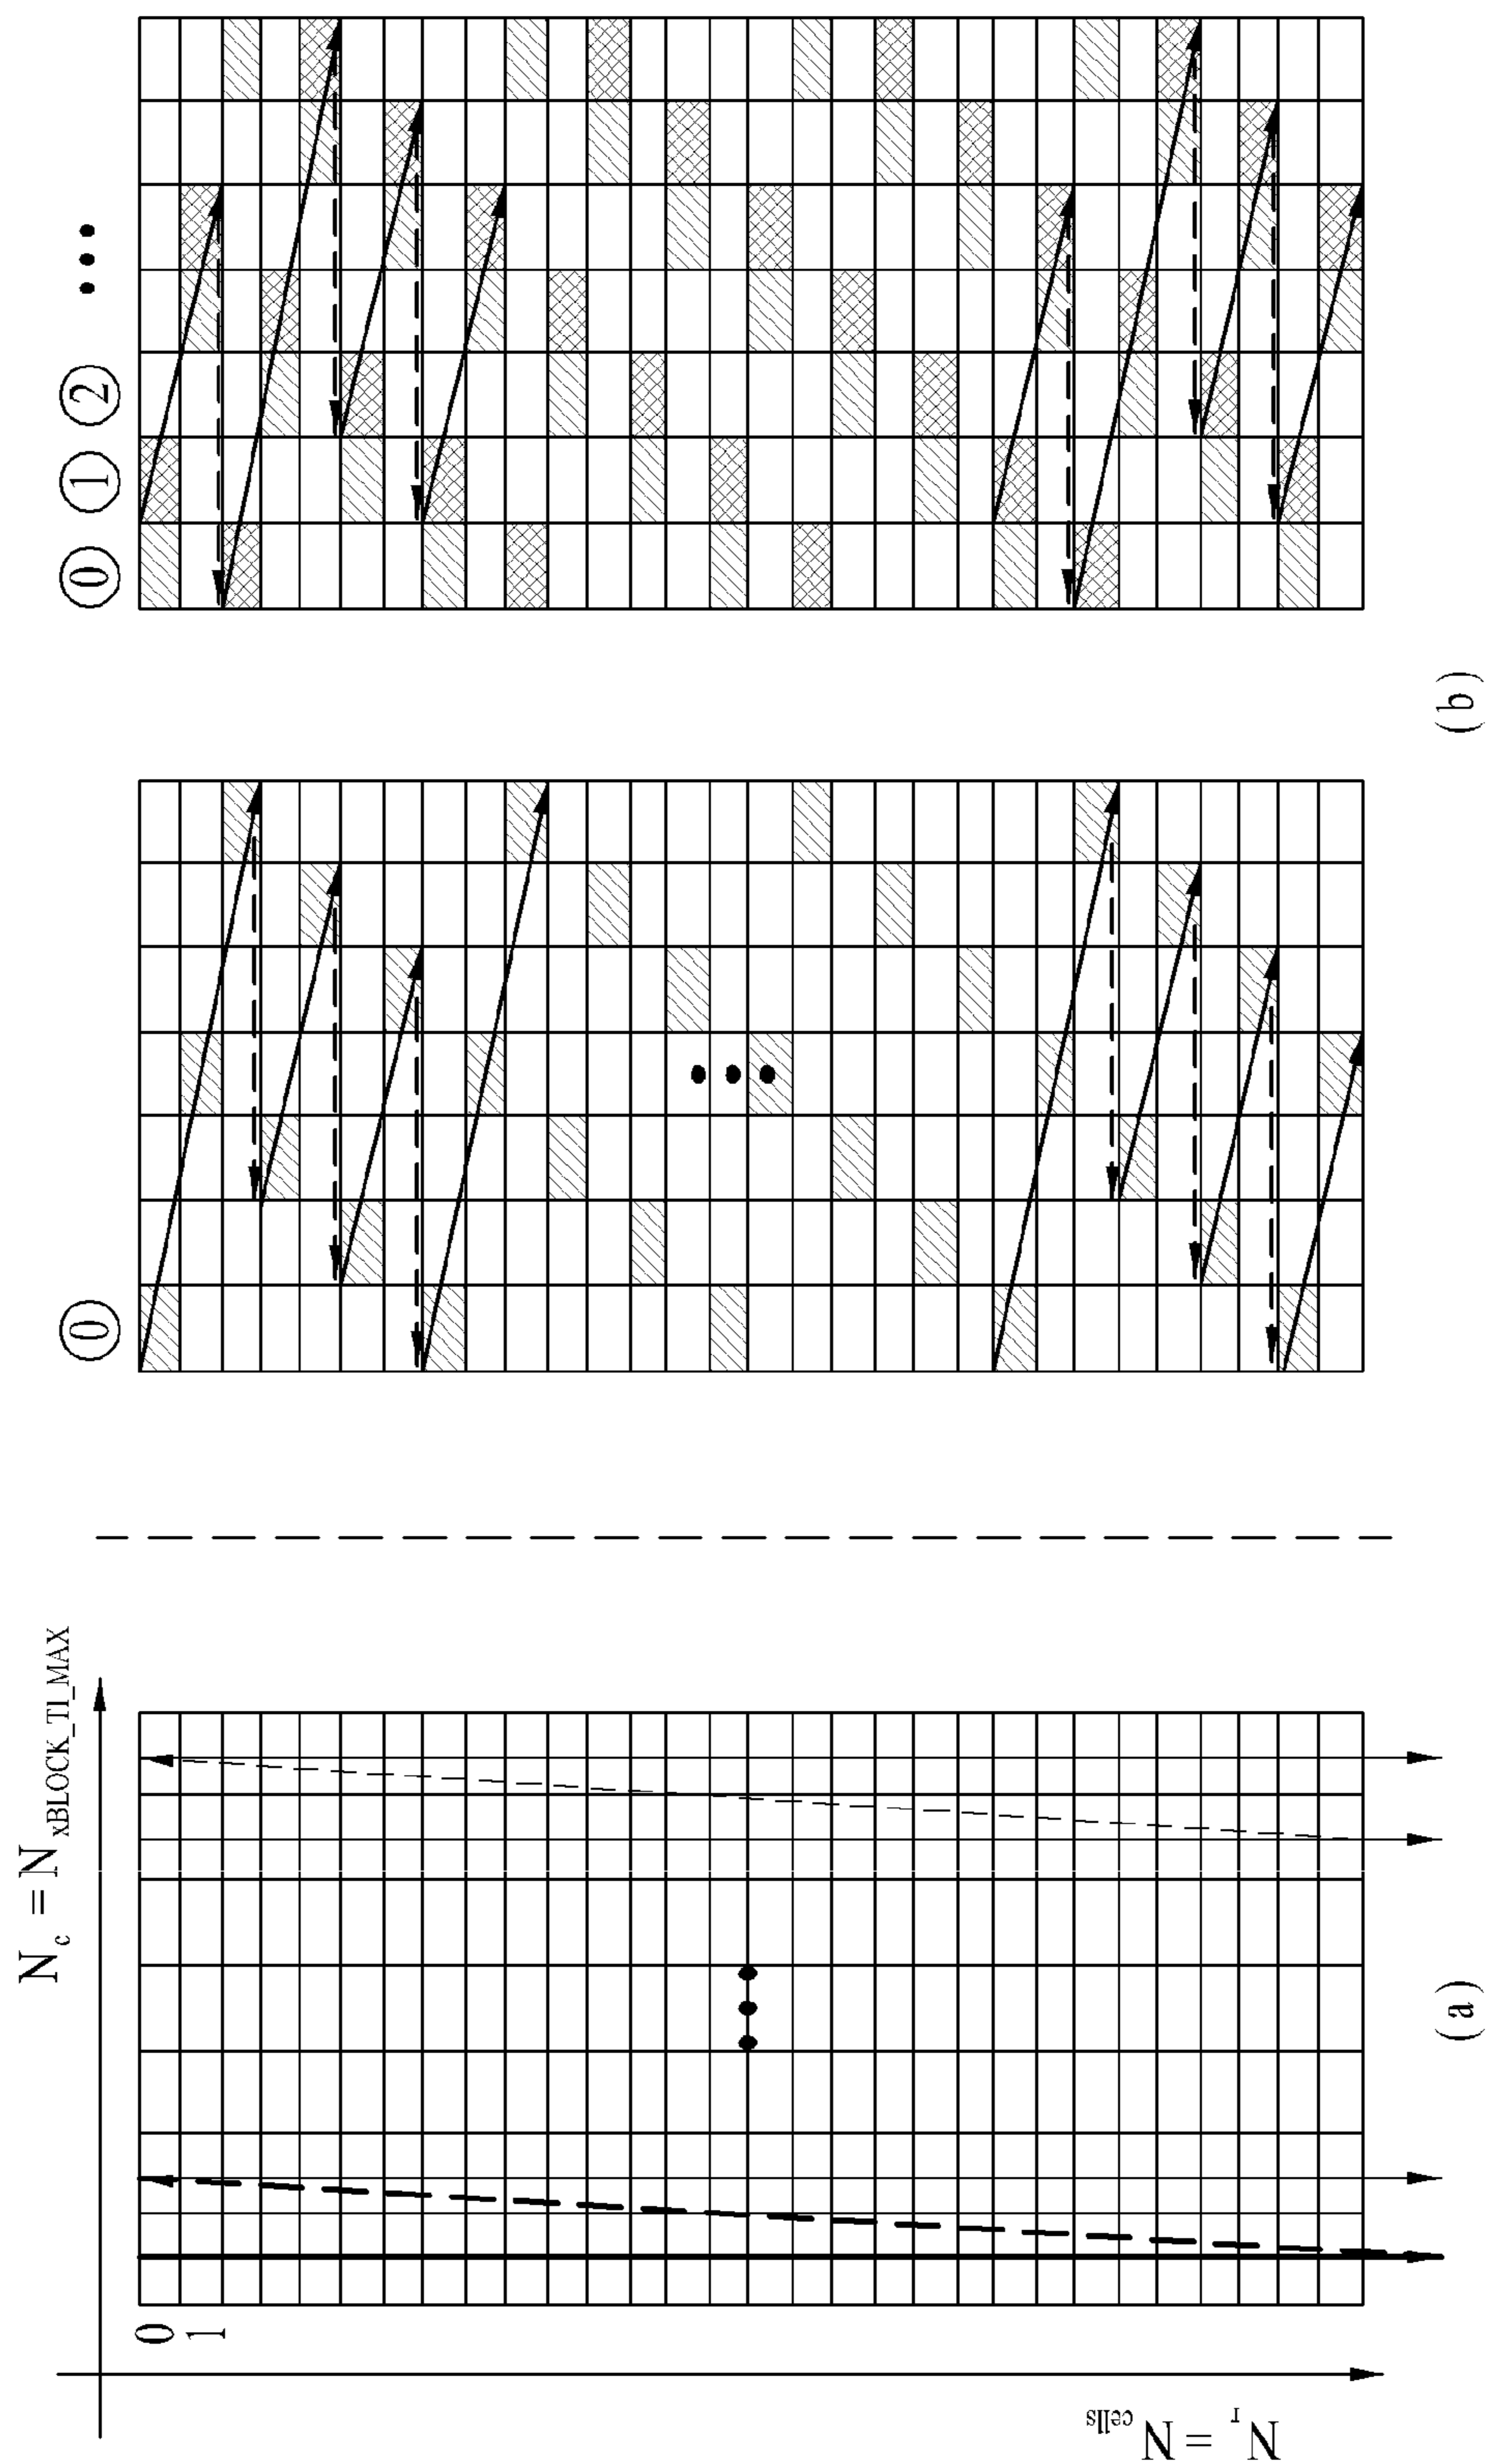 N_c = N_xBLOCK_TI_MAX
0
1
N_r = N_cells
(a)
⓪
⓪ ① ② •••
(b)